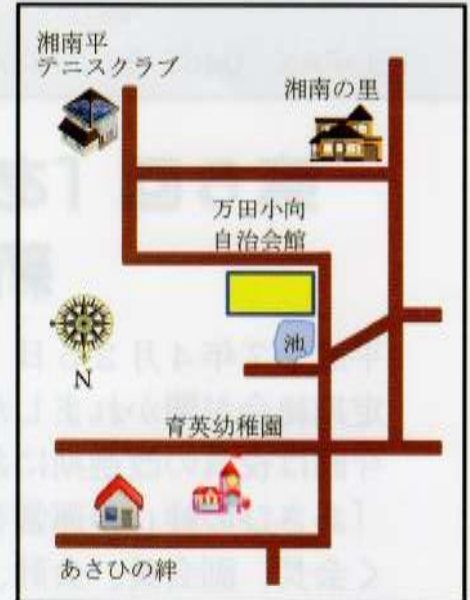 湘南平
テニスクラブ
湘南の里
万田小向
自治会館
池
N
育英幼稚園
あさひの絆